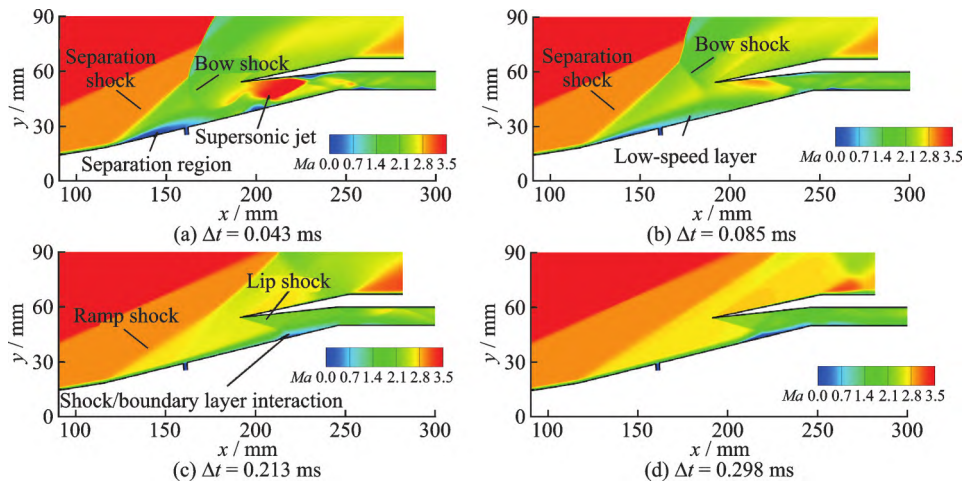 90
60
30
0
y / mm
Separation
shock
Bow shock
Supersonic jet
Separation region
Ma 0.0 0.7 1.4 2.1 2.8 3.5
100 150 200 250 300
x / mm
(a) Δt = 0.043 ms
90
60
30
0
y / mm
Separation
shock
Bow shock
Low-speed layer
Ma 0.0 0.7 1.4 2.1 2.8 3.5
100 150 200 250 300
x / mm
(b) Δt = 0.085 ms
90
60
30
0
y / mm
Lip shock
Ramp shock
Shock/boundary layer interaction
Ma 0.0 0.7 1.4 2.1 2.8 3.5
100 150 200 250 300
x / mm
(c) Δt = 0.213 ms
90
60
30
0
y / mm
Ma 0.0 0.7 1.4 2.1 2.8 3.5
100 150 200 250 300
x / mm
(d) Δt = 0.298 ms